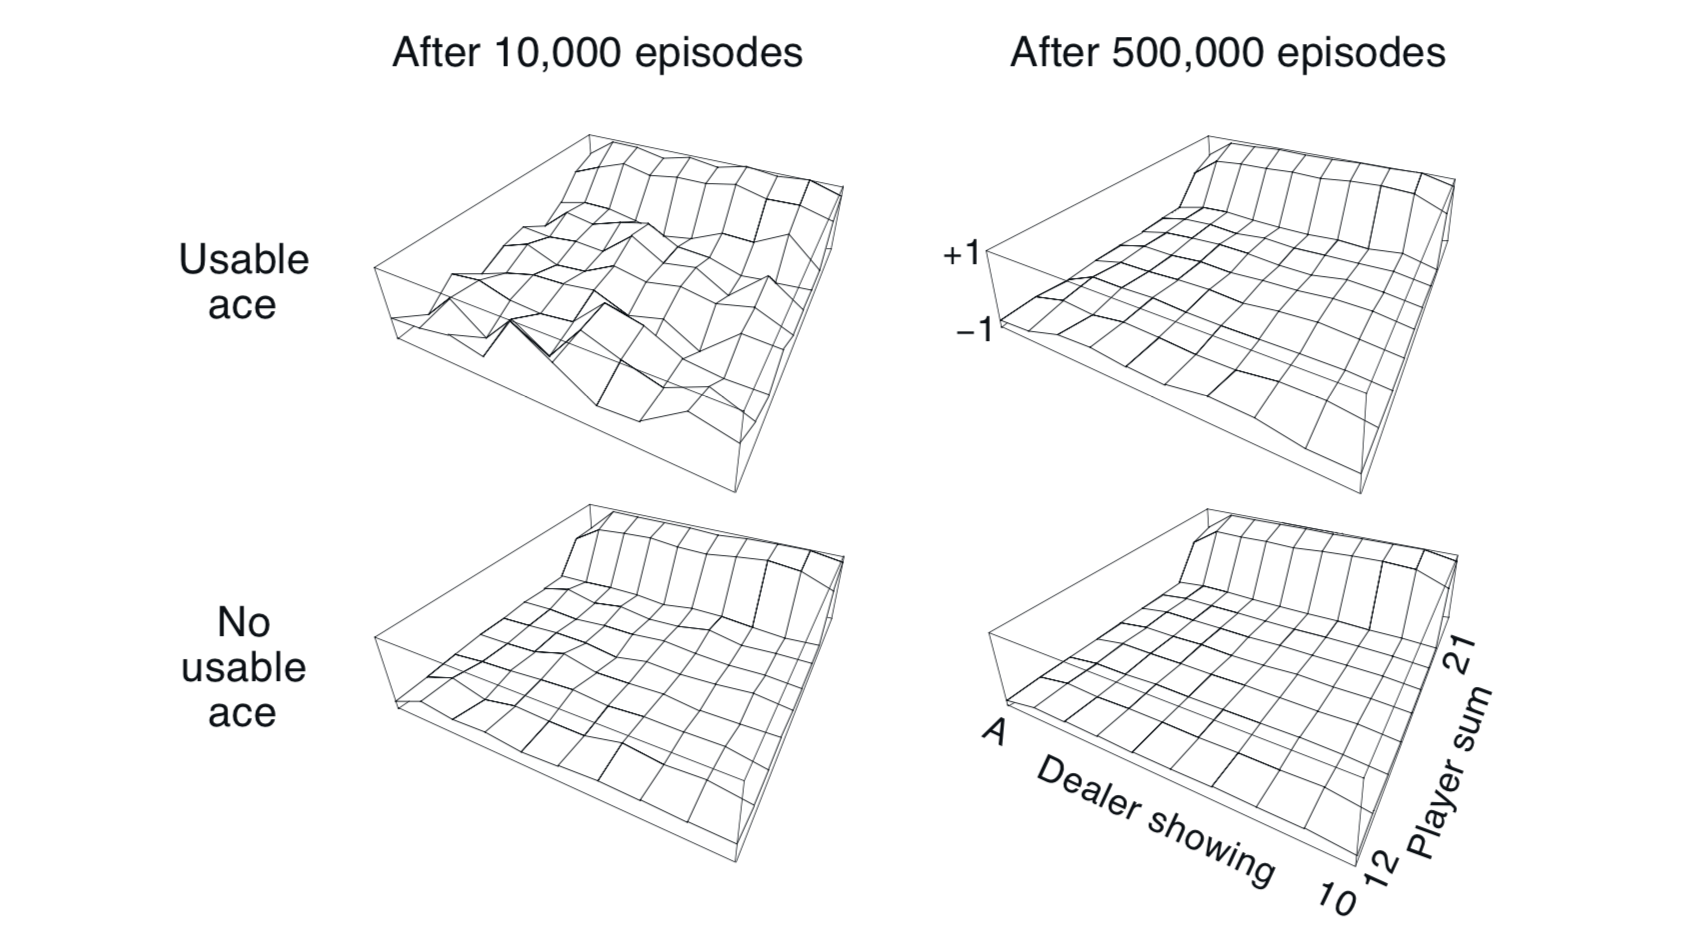 After 10,000 episodes
After 500,000 episodes
Usable
ace
+1
−1
No
usable
ace
A
Dealer showing
10
12
Player sum
21